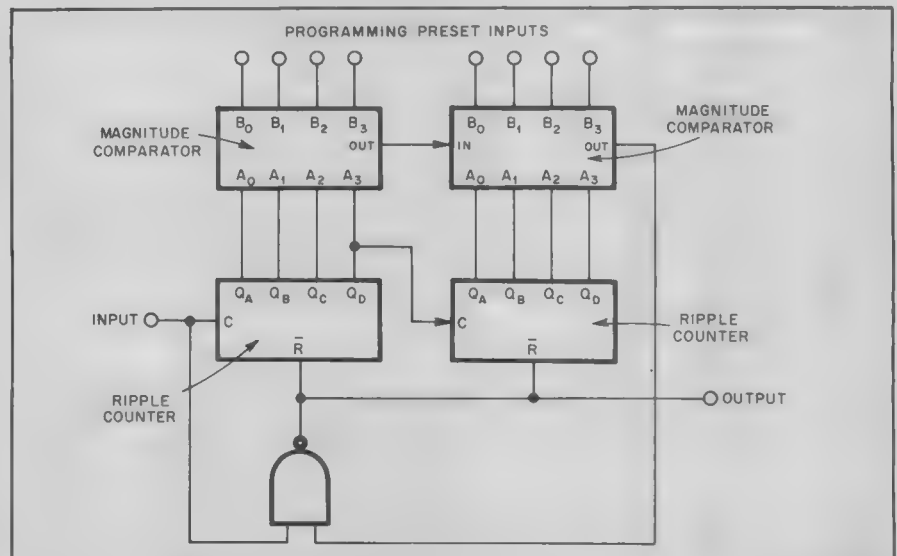 PROGRAMMING PRESET INPUTS
MAGNITUDE
COMPARATOR
B0 B1 B2 B3
OUT
A0 A1 A2 A3
B0 B1 B2 B3
IN
OUT
A0 A1 A2 A3
MAGNITUDE
COMPARATOR
INPUT
QA QB QC QD
C
R̅
RIPPLE
COUNTER
QA QB QC QD
C
R̅
RIPPLE
COUNTER
OUTPUT